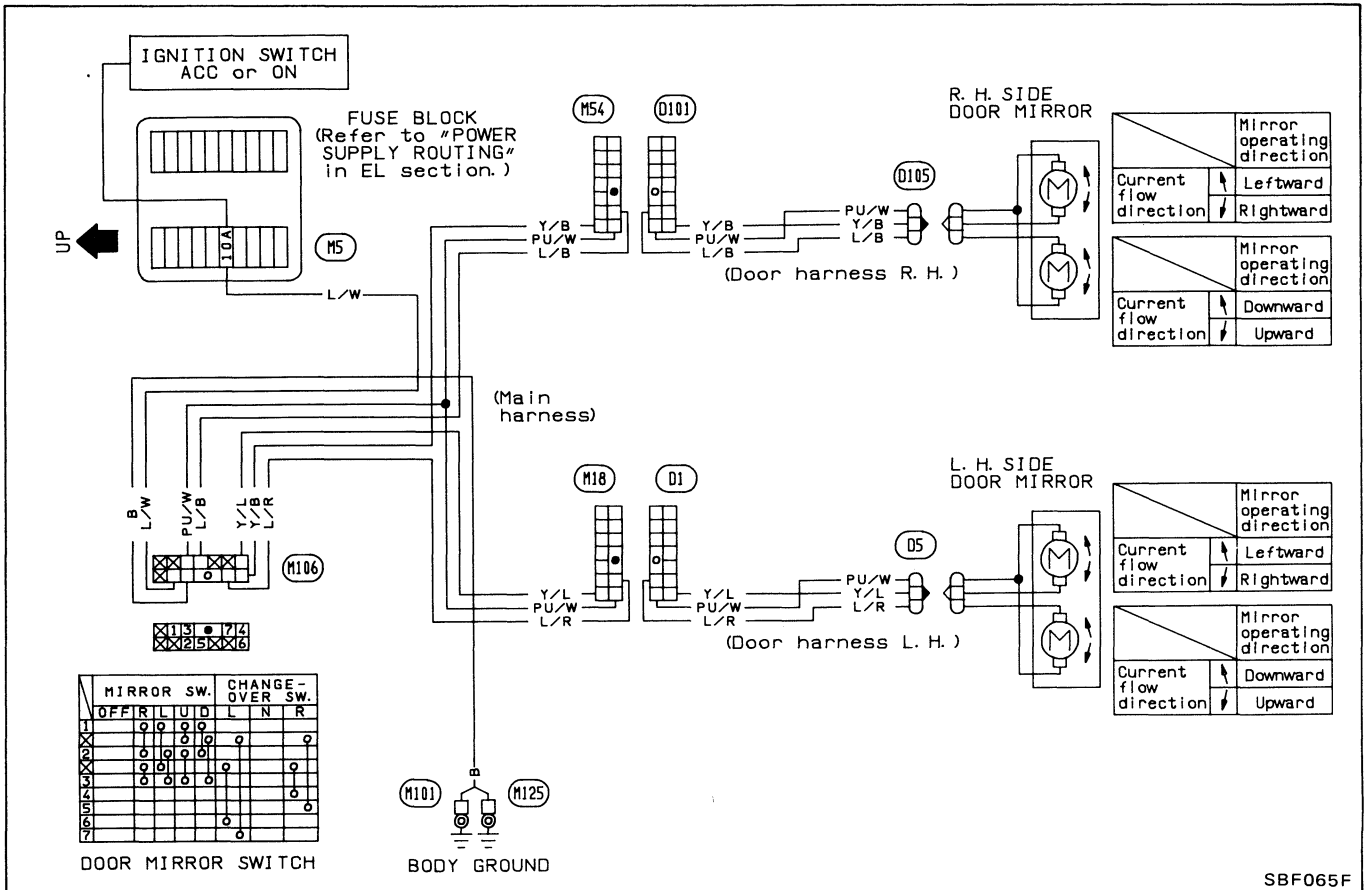 IGNITION SWITCH
ACC or ON
FUSE BLOCK
(Refer to "POWER
SUPPLY ROUTING"
in EL section.)
UP
10A
M5
L/W
M54
D101
Y/B
PU/W
L/B
Y/B
PU/W
L/B
(Door harness R. H.)
D105
PU/W
Y/B
L/B
R. H. SIDE
DOOR MIRROR
M
M
Mirror
operating
direction
Current
flow
direction
Leftward
Rightward
Mirror
operating
direction
Current
flow
direction
Downward
Upward
(Main
harness)
B
L/W
PU/W
L/B
Y/L
Y/B
L/R
M106
1 3 7 4
2 5 6
M18
D1
Y/L
PU/W
L/R
Y/L
PU/W
L/R
(Door harness L. H.)
D5
PU/W
Y/L
L/R
L. H. SIDE
DOOR MIRROR
M
M
Mirror
operating
direction
Current
flow
direction
Leftward
Rightward
Mirror
operating
direction
Current
flow
direction
Downward
Upward
MIRROR SW. CHANGE-
OVER SW.
OFF R L U D L N R
1
2
3
4
5
6
7
DOOR MIRROR SWITCH
B
M101
M125
BODY GROUND
SBF065F